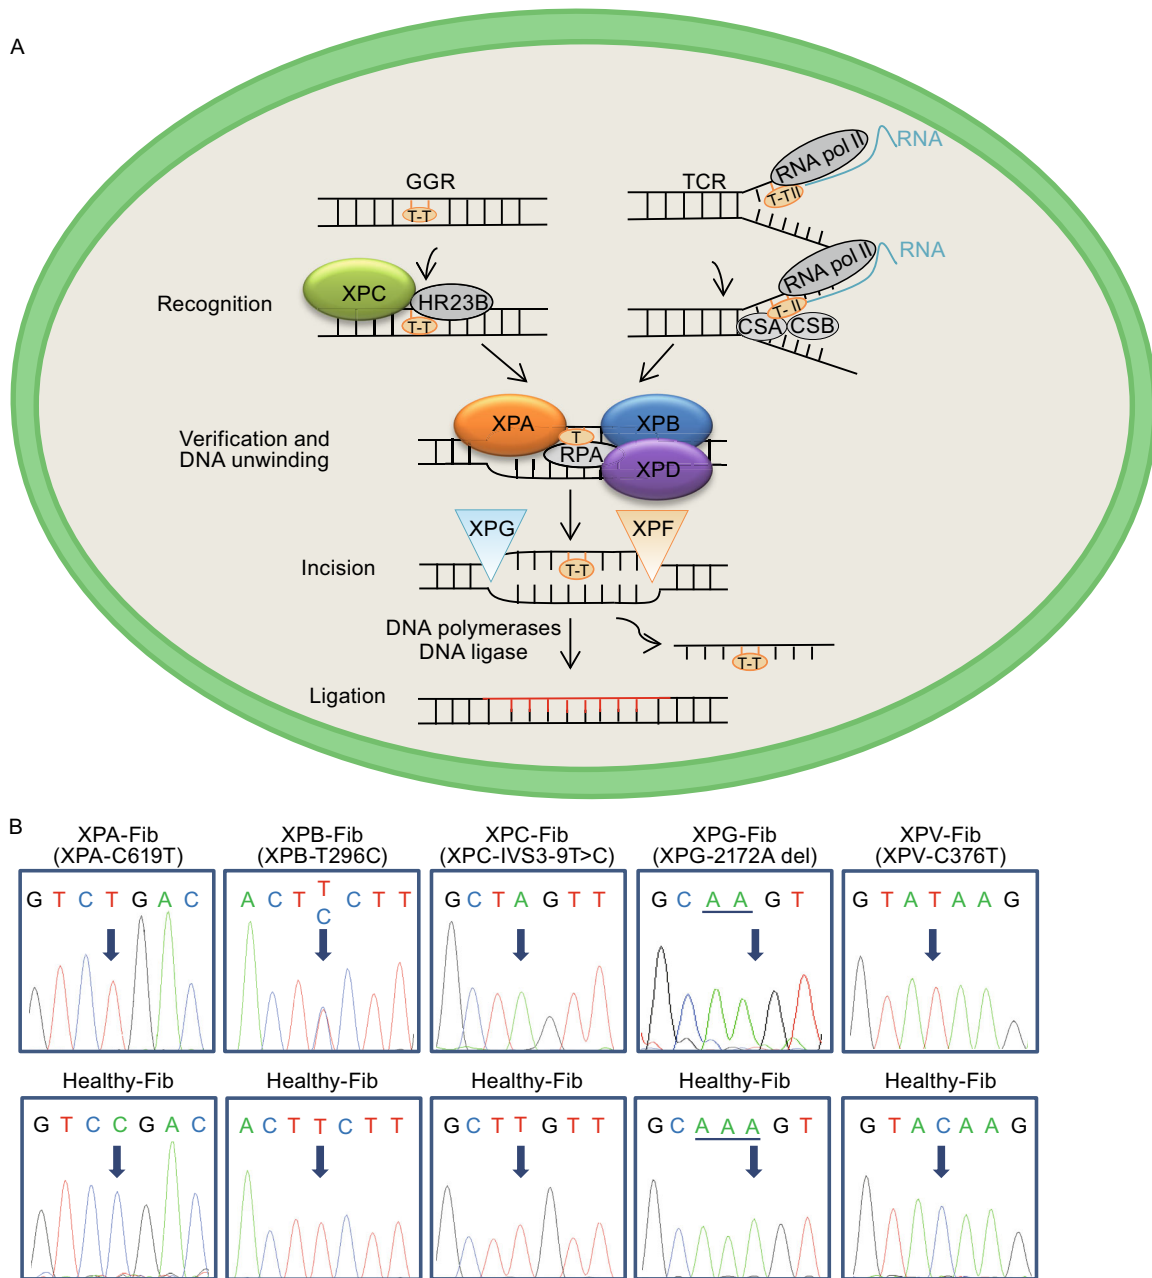 A
GGR
TCR
RNA pol II
RNA
T-T
T-TII
RNA pol II
RNA
Recognition
XPC
HR23B
T-T
T- II
CSA
CSB
Verification and
DNA unwinding
XPA
T
RPA
XPB
XPD
XPG
XPF
Incision
T-T
DNA polymerases
DNA ligase
T-T
Ligation
B
XPA-Fib
(XPA-C619T)
XPB-Fib
(XPB-T296C)
XPC-Fib
(XPC-IVS3-9T>C)
XPG-Fib
(XPG-2172A del)
XPV-Fib
(XPV-C376T)
G T C T G A C
A C T T C T T
C
G C T A G T T
G C A A G T
G T A T A A G
Healthy-Fib
Healthy-Fib
Healthy-Fib
Healthy-Fib
Healthy-Fib
G T C C G A C
A C T T C T T
G C T T G T T
G C A A A G T
G T A C A A G